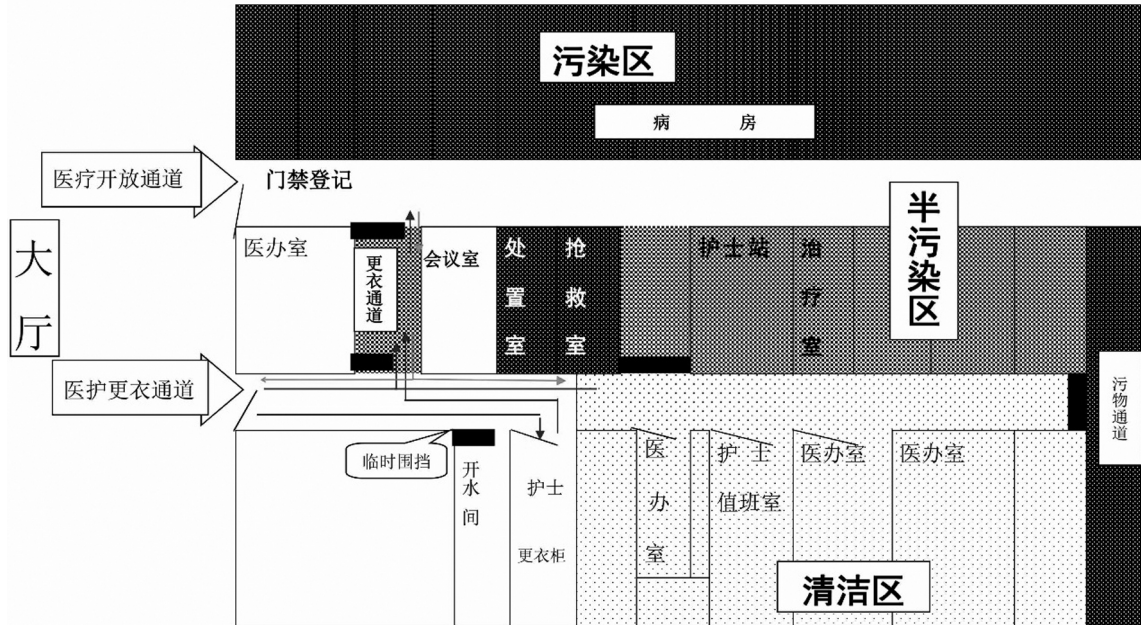 污染区
病 房
医疗开放通道
门禁登记
大厅
医办室
更衣通道
会议室
处置室
抢救室
护士站
治疗室
半污染区
医护更衣通道
污物通道
临时围挡
开水间
护士
更衣柜
医办室
护士
值班室
医办室
医办室
清洁区